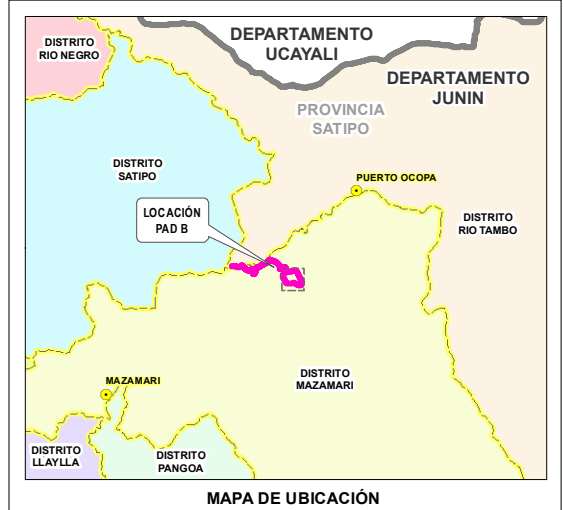 DISTRITO
RIO NEGRO
DEPARTAMENTO
UCAYALI
DEPARTAMENTO
JUNIN
PROVINCIA
SATIPO
DISTRITO
SATIPO
PUERTO OCOPA
LOCACIÓN
PAD B
DISTRITO
RIO TAMBO
DISTRITO
MAZAMARI
MAZAMARI
DISTRITO
LLAYLLA
DISTRITO
PANGOA
MAPA DE UBICACIÓN